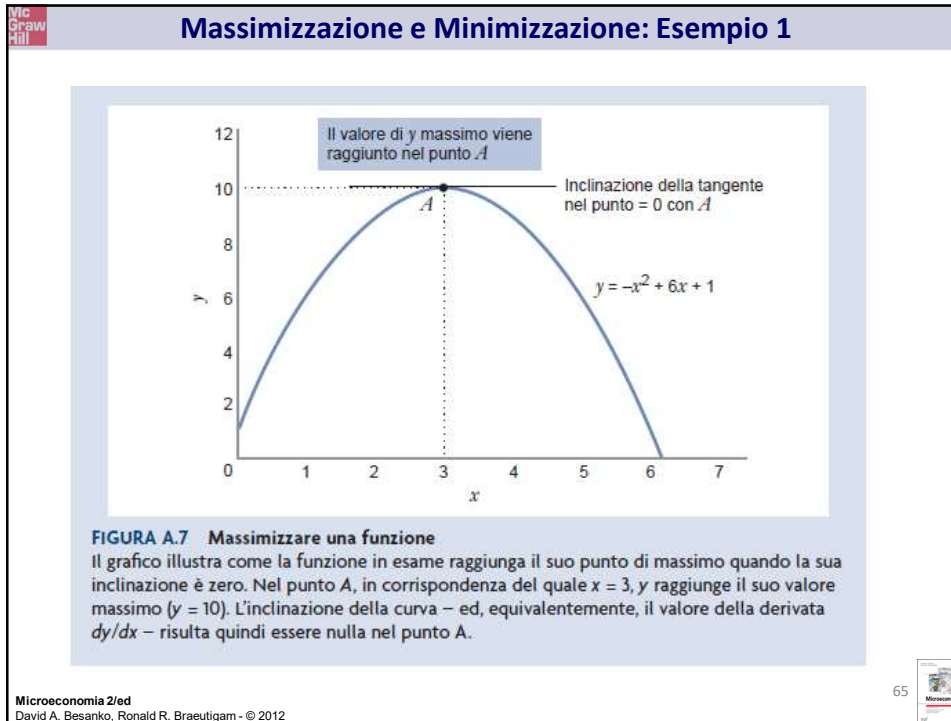 Mc
Graw
Hill
Massimizzazione e Minimizzazione: Esempio 1
12
10
8
6
4
2
0
1
2
3
4
5
6
7
y
x
Il valore di y massimo viene
raggiunto nel punto A
A
Inclinazione della tangente
nel punto = 0 con A
y = –x² + 6x + 1
FIGURA A.7 Massimizzare una funzione
Il grafico illustra come la funzione in esame raggiunga il suo punto di massimo quando la sua
inclinazione è zero. Nel punto A, in corrispondenza del quale x = 3, y raggiunge il suo valore
massimo (y = 10). L’inclinazione della curva – ed, equivalentemente, il valore della derivata
dy/dx – risulta quindi essere nulla nel punto A.
Microeconomia 2/ed
David A. Besanko, Ronald R. Braeutigam - © 2012
65